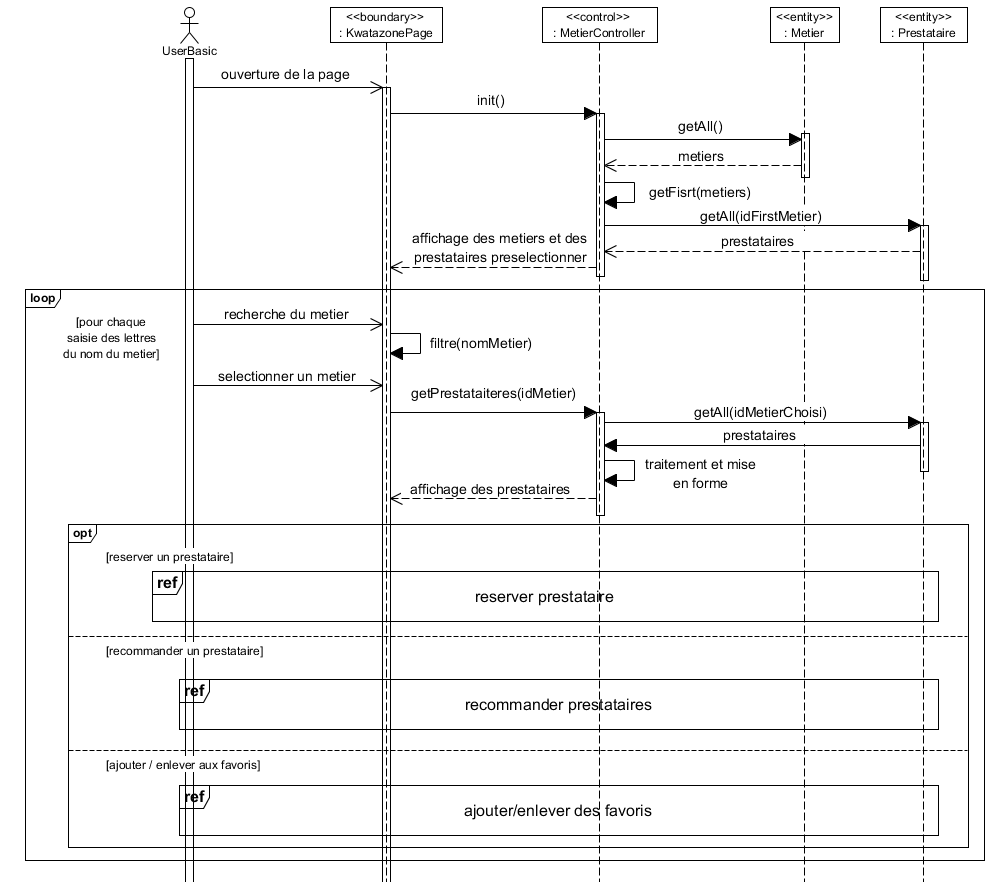 <<boundary>>
: KwatazonePage
<<control>>
: MetierController
<<entity>>
: Metier
<<entity>>
: Prestataire
UserBasic
ouverture de la page
init()
getAll()
metiers
getFisrt(metiers)
getAll(idFirstMetier)
prestataires
affichage des metiers et des
prestataires preselectionner
loop
[pour chaque
saisie des lettres
du nom du metier]
recherche du metier
filtre(nomMetier)
selectionner un metier
getPrestataiteres(idMetier)
getAll(idMetierChoisi)
prestataires
traitement et mise
en forme
affichage des prestataires
opt
[reserver un prestataire]
ref
reserver prestataire
[recommander un prestataire]
ref
recommander prestataires
[ajouter / enlever aux favoris]
ref
ajouter/enlever des favoris